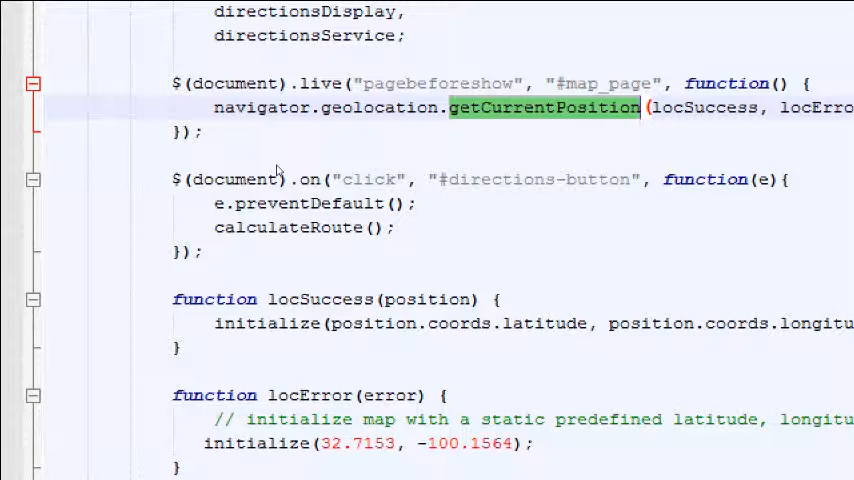 directionsDisplay,
directionsService;
$(document).live("pagebeforeshow", "#map_page", function() {
navigator.geolocation.getCurrentPosition(locSuccess, locErro
});
$(document).on("click", "#directions-button", function(e){
e.preventDefault();
calculateRoute();
});
function locSuccess(position) {
initialize(position.coords.latitude, position.coords.longitu
}
function locError(error) {
// initialize map with a static predefined latitude, longitu
initialize(32.7153, -100.1564);
}